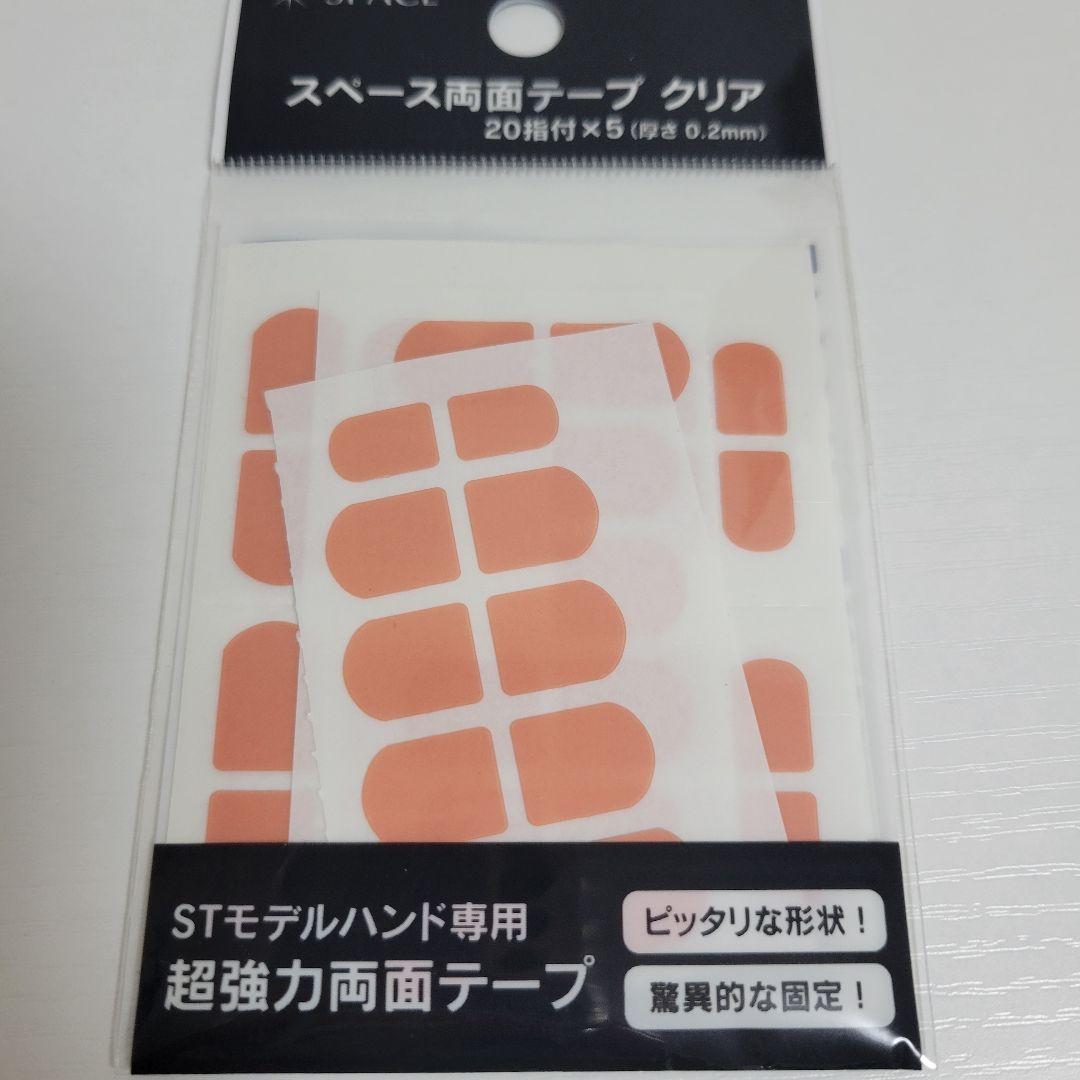 SPACE
スペース両面テープ クリア
20指付×5(厚さ 0.2mm)
STモデルハンド専用
超強力両面テープ
ピッタリな形状!
驚異的な固定!